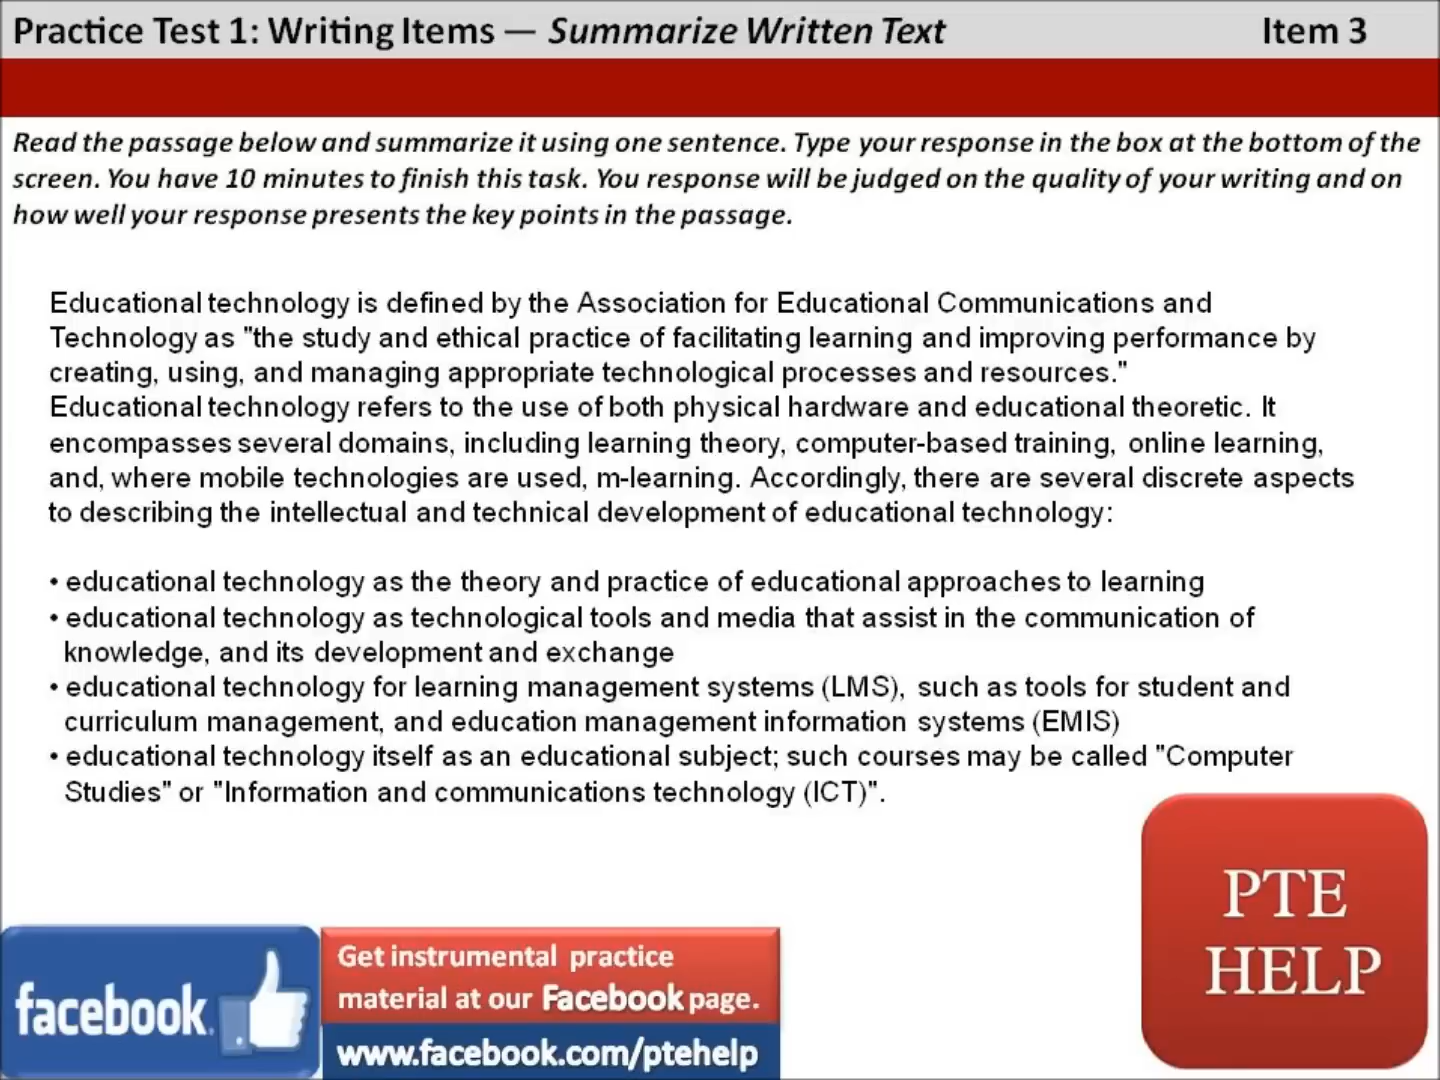 Practice Test 1: Writing Items — Summarize Written Text
Item 3
Read the passage below and summarize it using one sentence. Type your response in the box at the bottom of the
screen. You have 10 minutes to finish this task. You response will be judged on the quality of your writing and on
how well your response presents the key points in the passage.
Educational technology is defined by the Association for Educational Communications and
Technology as "the study and ethical practice of facilitating learning and improving performance by
creating, using, and managing appropriate technological processes and resources."
Educational technology refers to the use of both physical hardware and educational theoretic. It
encompasses several domains, including learning theory, computer-based training, online learning,
and, where mobile technologies are used, m-learning. Accordingly, there are several discrete aspects
to describing the intellectual and technical development of educational technology:
• educational technology as the theory and practice of educational approaches to learning
• educational technology as technological tools and media that assist in the communication of
knowledge, and its development and exchange
• educational technology for learning management systems (LMS), such as tools for student and
curriculum management, and education management information systems (EMIS)
• educational technology itself as an educational subject; such courses may be called "Computer
Studies" or "Information and communications technology (ICT)".
PTE
HELP
facebook
Get instrumental practice
material at our Facebook page.
www.facebook.com/ptehelp